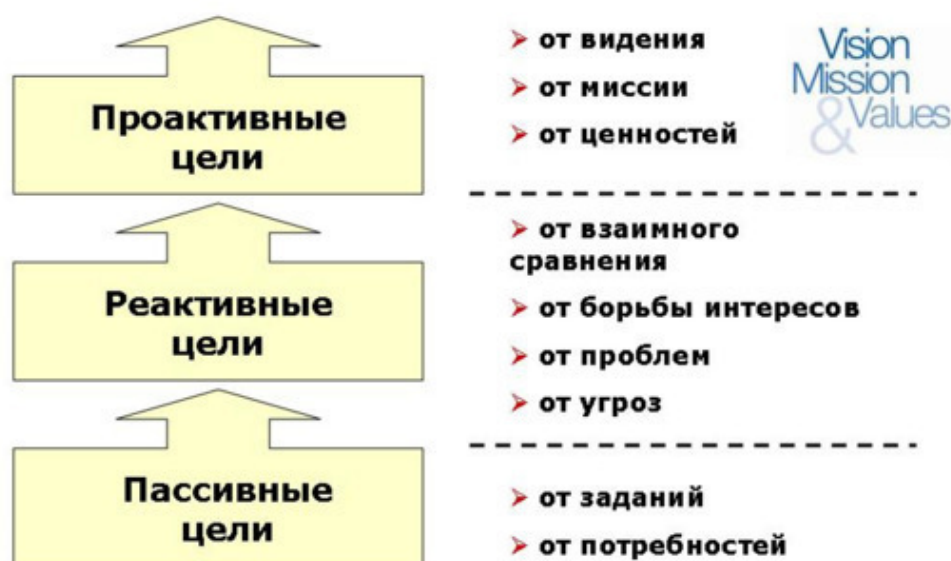 Проактивные
цели
➤ от видения
➤ от миссии
➤ от ценностей
Vision
Mission
& Values
Реактивные
цели
➤ от взаимного
сравнения
➤ от борьбы интересов
➤ от проблем
➤ от угроз
Пассивные
цели
➤ от заданий
➤ от потребностей